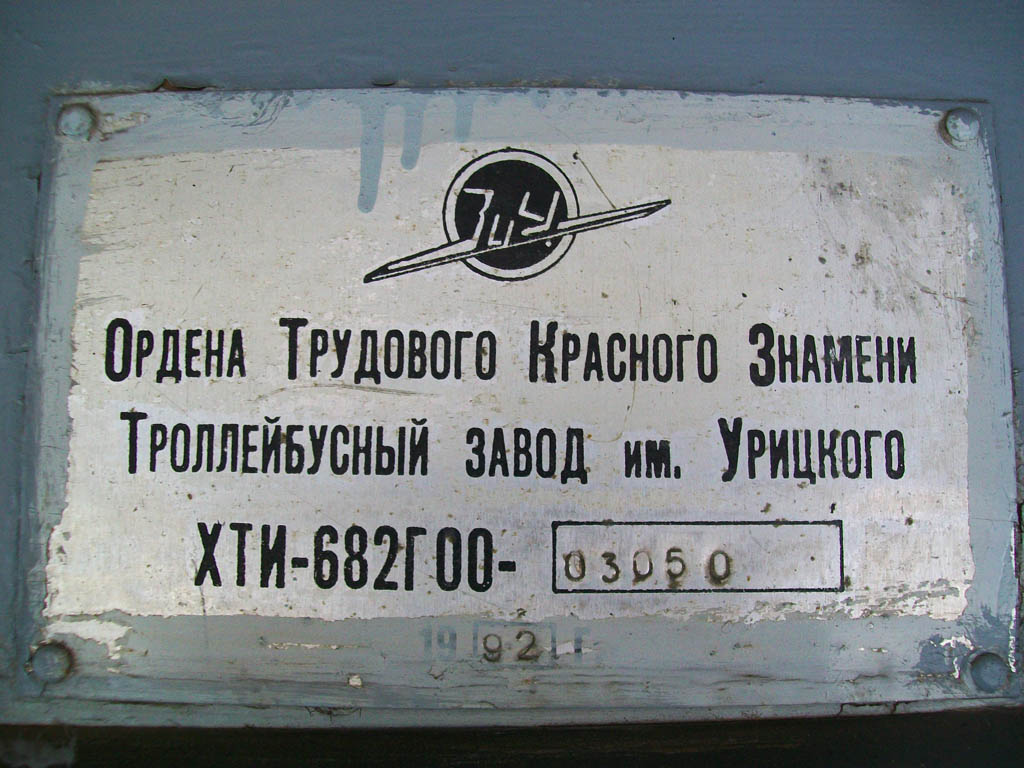 ЗиУ
Ордена Трудового Красного Знамени
Троллейбусный завод им. Урицкого
ХТИ-682Г00- 03050
1992 г.